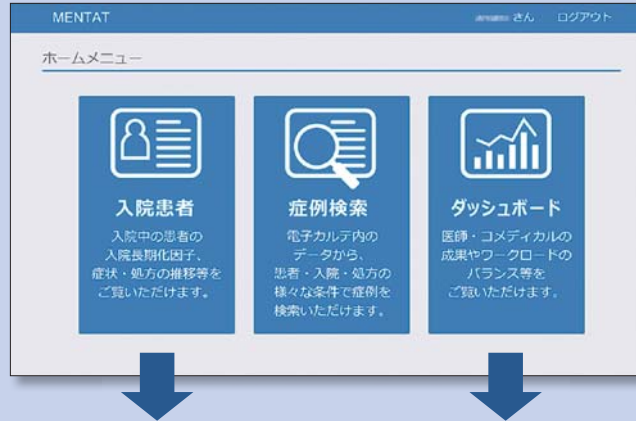 MENTAT
さん ログアウト
ホームメニュー
入院患者
入院中の患者の
入院長期化因子、
症状・処方の推移等を
ご覧いただけます。
症例検索
電子カルテ内の
データから、
患者・入院・処方の
様々な条件で症例を
検索いただけます。
ダッシュボード
医師・コメディカルの
成果やワークロードの
バランス等を
ご覧いただけます。